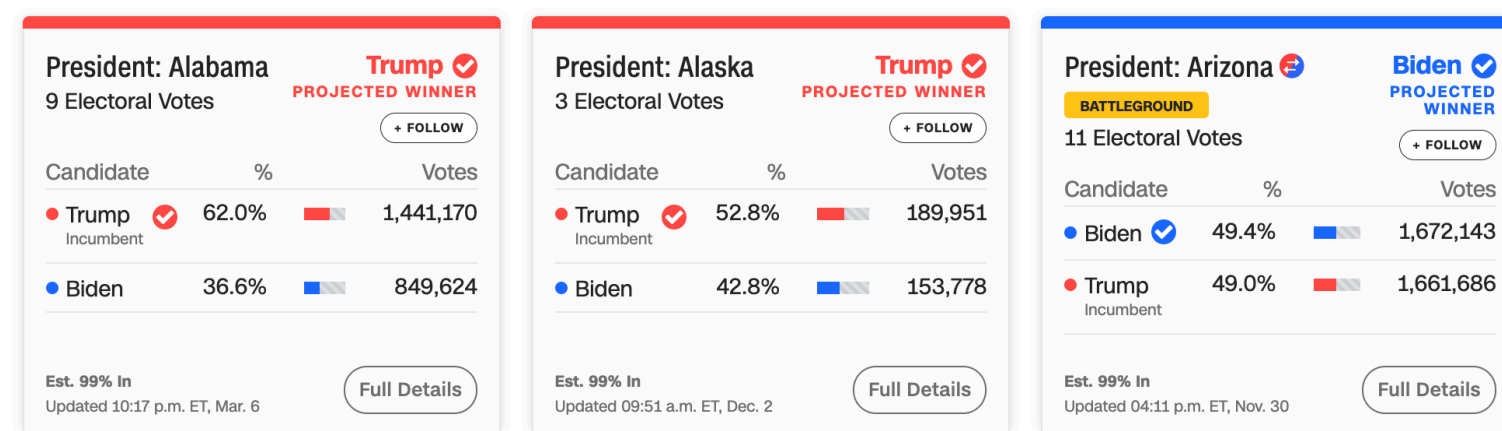 President: Alabama
Trump
9 Electoral Votes
PROJECTED WINNER
+ FOLLOW
Candidate % Votes
Trump 62.0% 1,441,170
Incumbent
Biden 36.6% 849,624
Est. 99% In
Updated 10:17 p.m. ET, Mar. 6
Full Details
President: Alaska
Trump
3 Electoral Votes
PROJECTED WINNER
+ FOLLOW
Candidate % Votes
Trump 52.8% 189,951
Incumbent
Biden 42.8% 153,778
Est. 99% In
Updated 09:51 a.m. ET, Dec. 2
Full Details
President: Arizona
Biden
PROJECTED
WINNER
BATTLEGROUND
11 Electoral Votes
+ FOLLOW
Candidate % Votes
Biden 49.4% 1,672,143
Trump 49.0% 1,661,686
Incumbent
Est. 99% In
Updated 04:11 p.m. ET, Nov. 30
Full Details